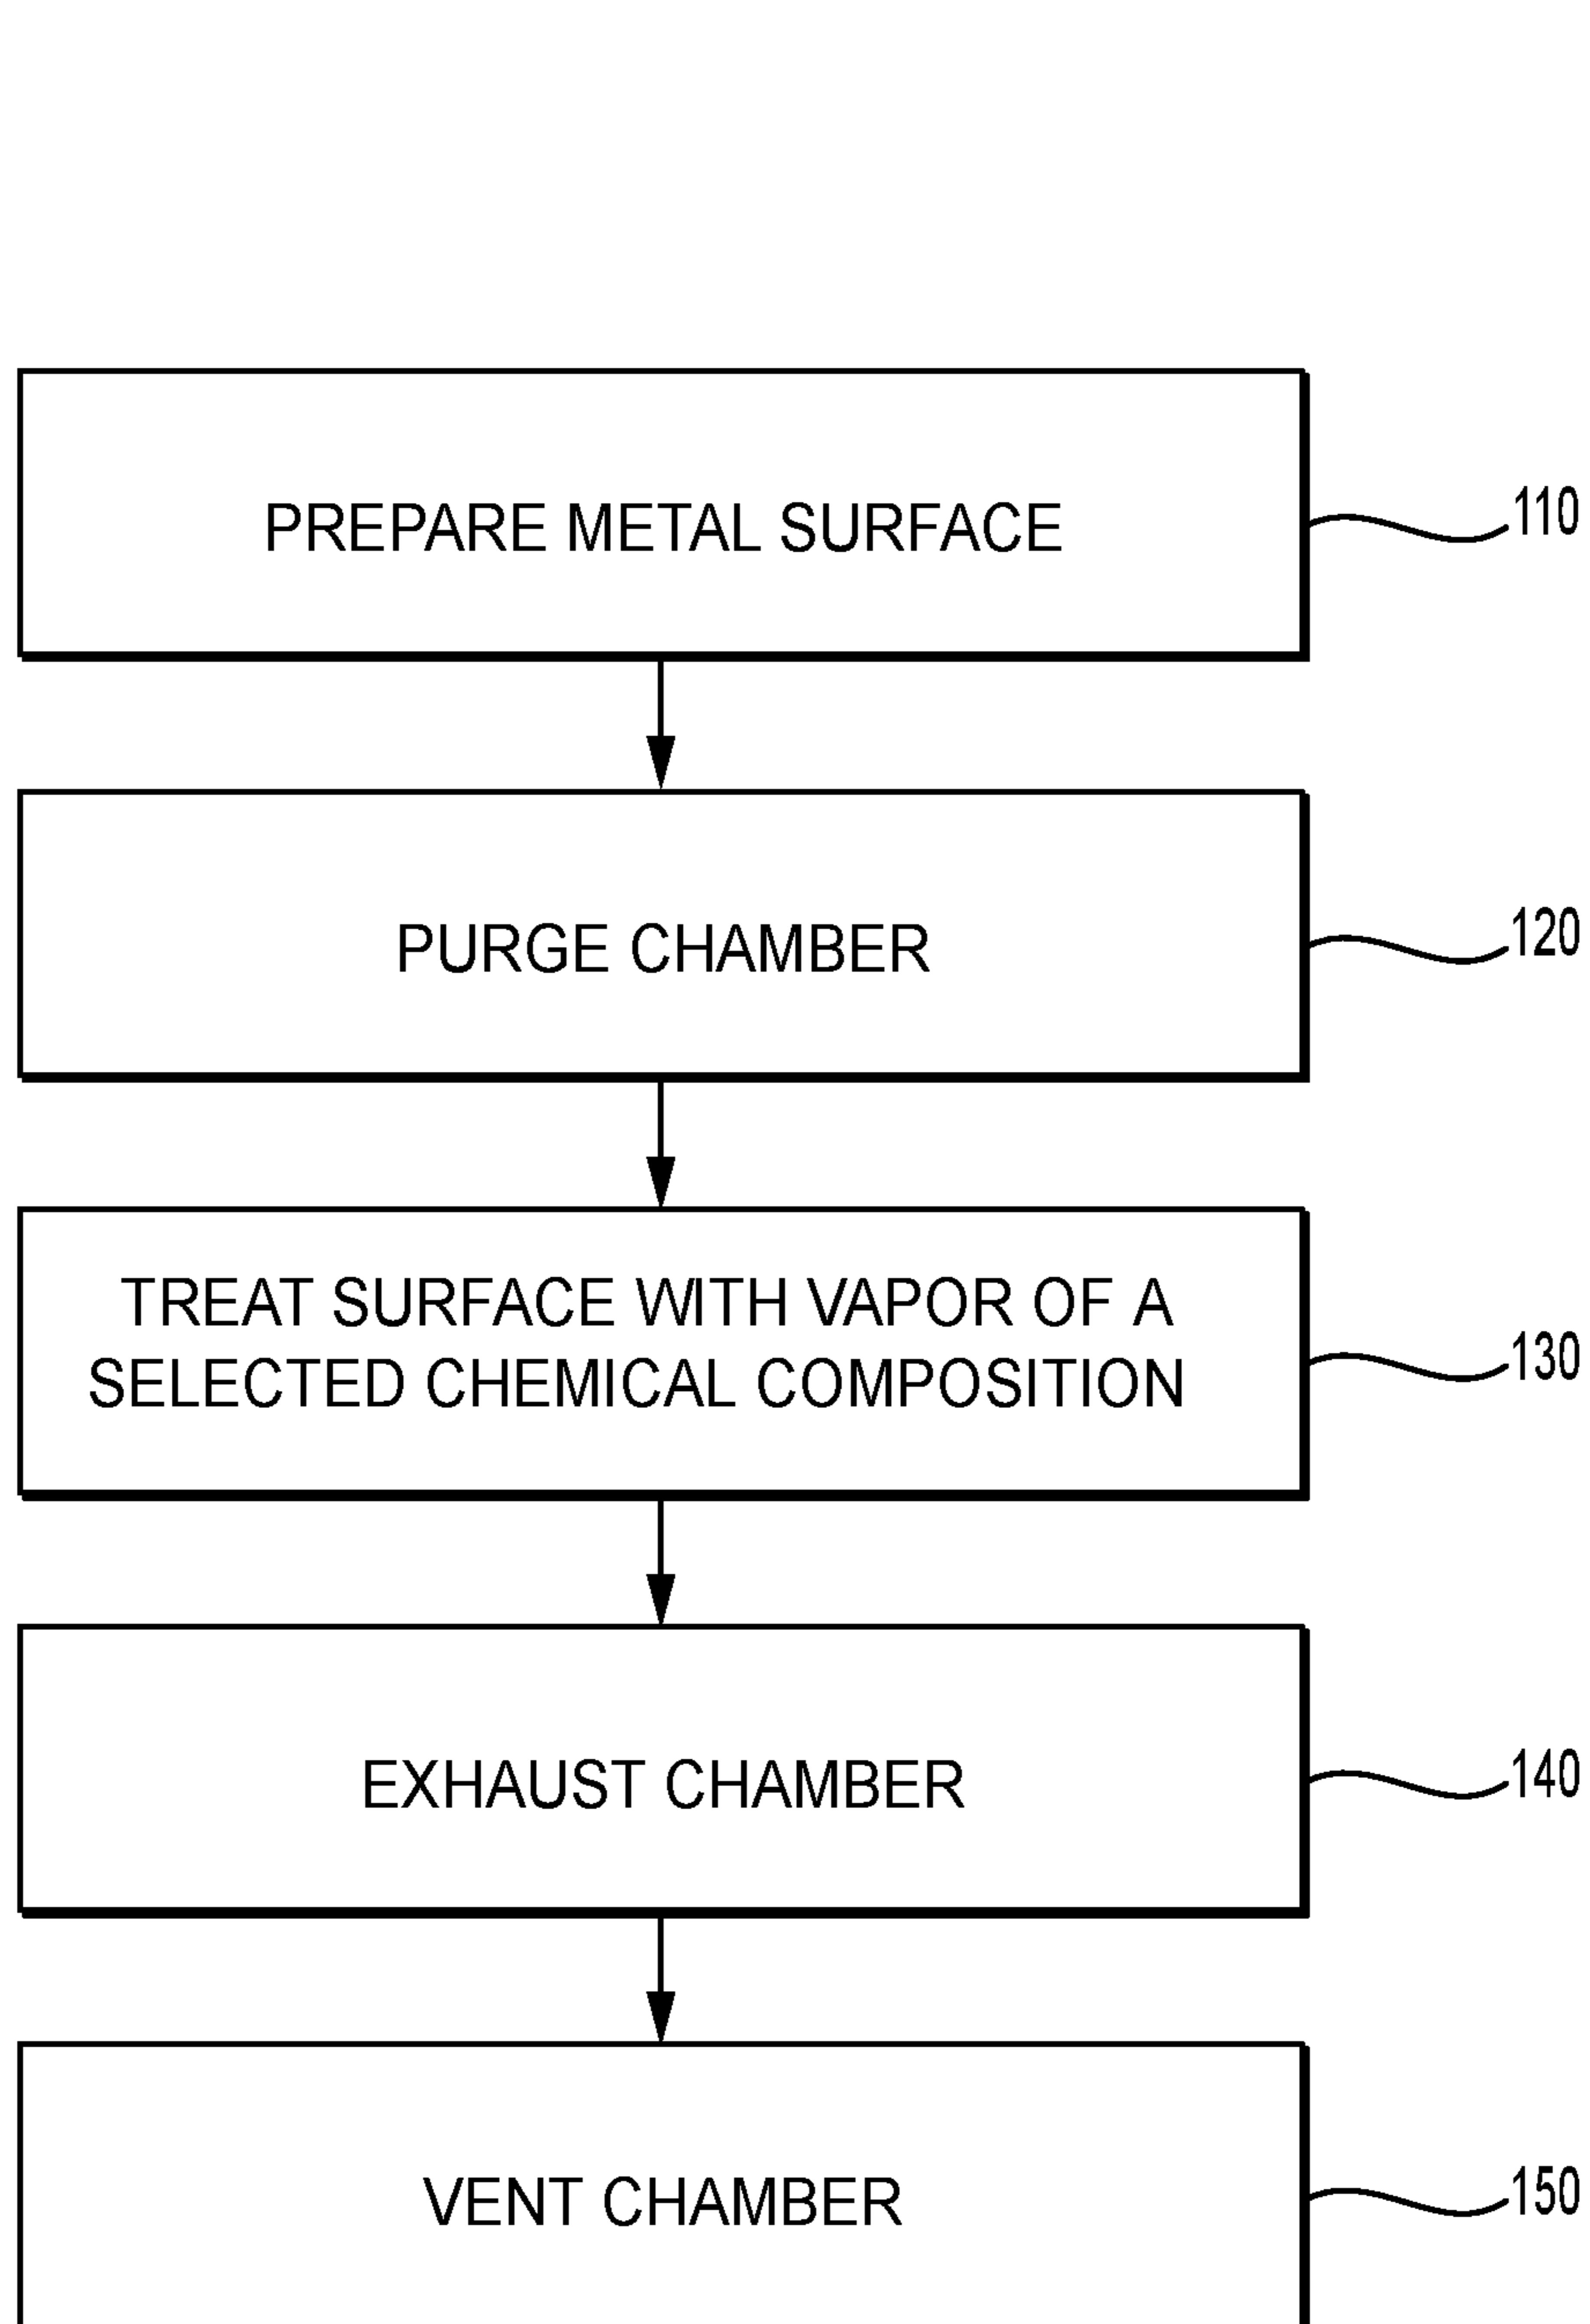 PREPARE METAL SURFACE
110
PURGE CHAMBER
120
TREAT SURFACE WITH VAPOR OF A
SELECTED CHEMICAL COMPOSITION
130
EXHAUST CHAMBER
140
VENT CHAMBER
150